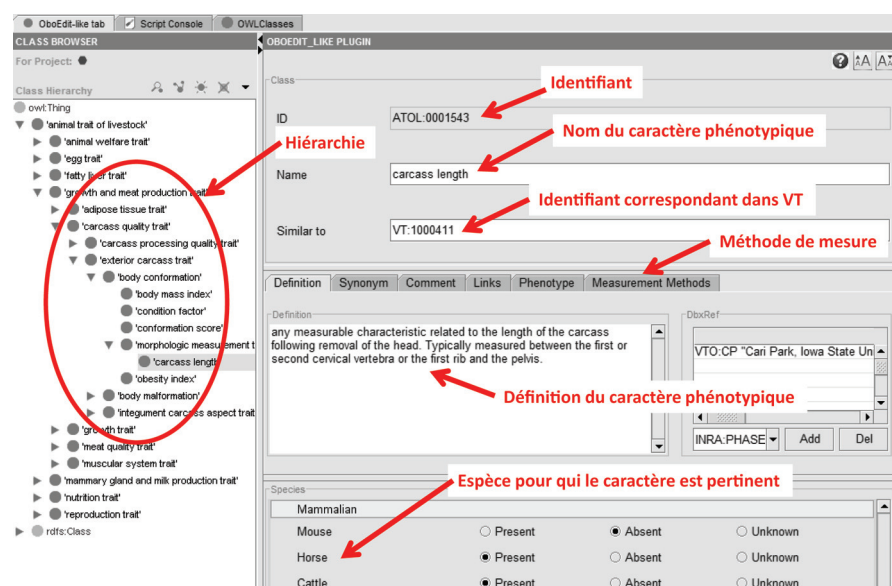 OboEdit-like tab
Script Console
OWLClasses
CLASS BROWSER
For Project:
Class Hierarchy
owl:Thing
'animal trait of livestock'
'animal welfare trait'
'egg trait'
'fatty liver trait'
'growth and meat production trait'
'adipose tissue trait'
'carcass quality trait'
'carcass processing quality trait'
'exterior carcass trait'
'body conformation'
'body mass index'
'condition factor'
'conformation score'
'morphologic measurement t
'carcass length'
'obesity index'
'body malformation'
'integument carcass aspect trait
'growth trait'
'meat quality trait'
'muscular system trait'
'mammary gland and milk production trait'
'nutrition trait'
'reproduction trait'
rdfs:Class
Hiérarchie
OBOEDIT_LIKE PLUGIN
Class
Identifiant
ID
ATOL:0001543
Nom du caractère phénotypique
Name
carcass length
Identifiant correspondant dans VT
Similar to
VT:1000411
Méthode de mesure
Definition Synonym Comment Links Phenotype Measurement Methods
Definition
any measurable characteristic related to the length of the carcass
following removal of the head. Typically measured between the first or
second cervical vertebra or the first rib and the pelvis.
DbxRef
VTO:CP "Cari Park, Iowa State Un
Définition du caractère phénotypique
INRA:PHASE Add Del
Espèce pour qui le caractère est pertinent
Species
Mammalian
Mouse Present Absent Unknown
Horse Present Absent Unknown
Cattle Present Absent Unknown